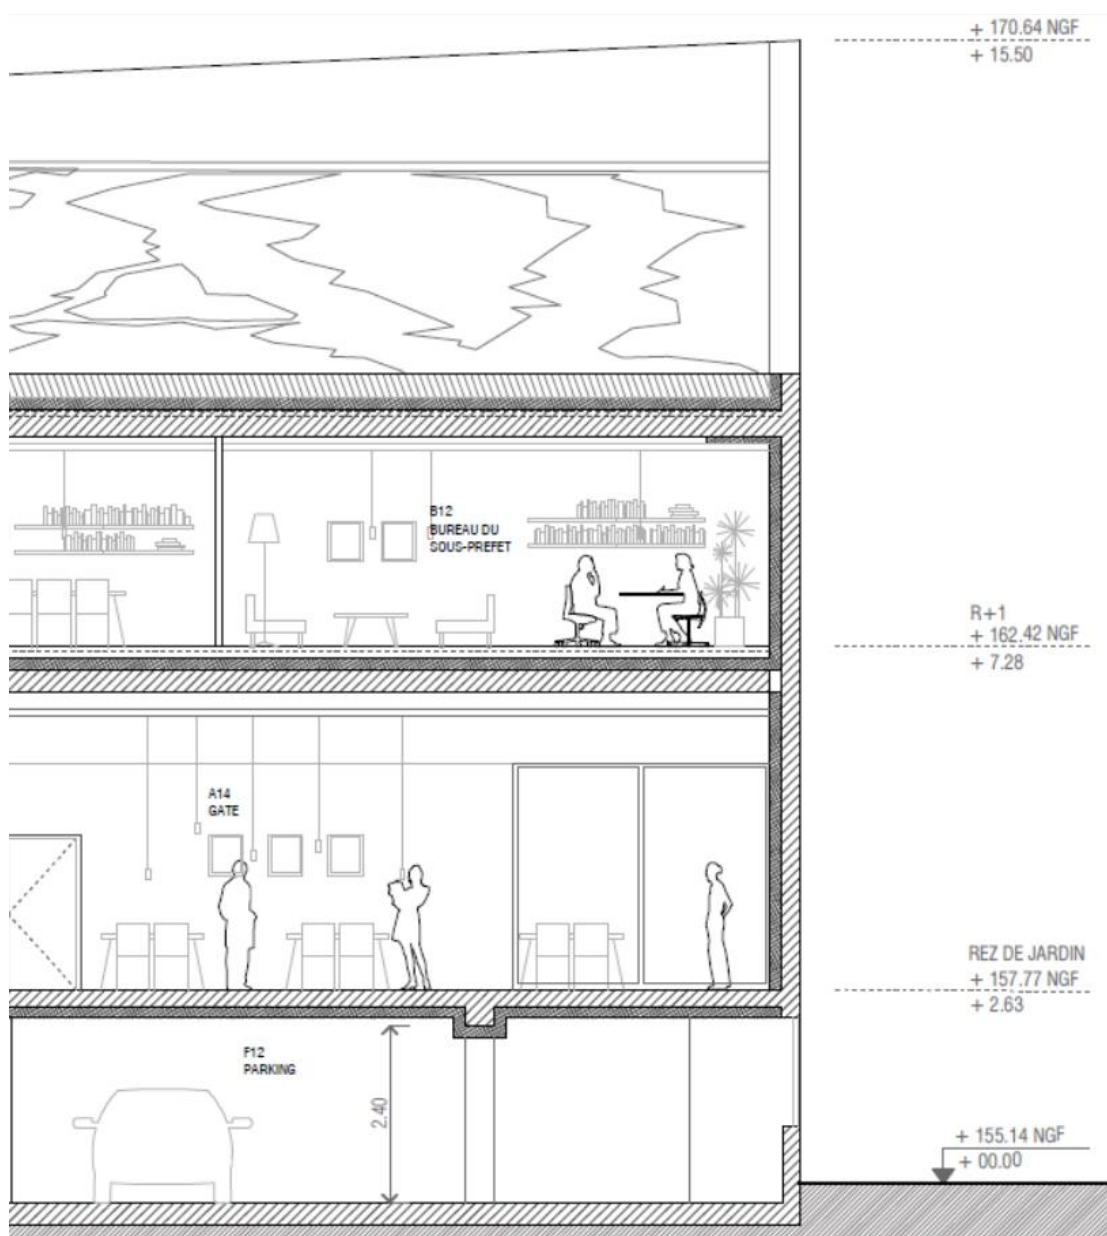 + 170.64 NGF
+ 15.50
B12
BUREAU DU
SOUS-PREFET
R+1
+ 162.42 NGF
+ 7.28
A14
GATE
REZ DE JARDIN
+ 157.77 NGF
+ 2.63
F12
PARKING
2.40
+ 155.14 NGF
+ 00.00